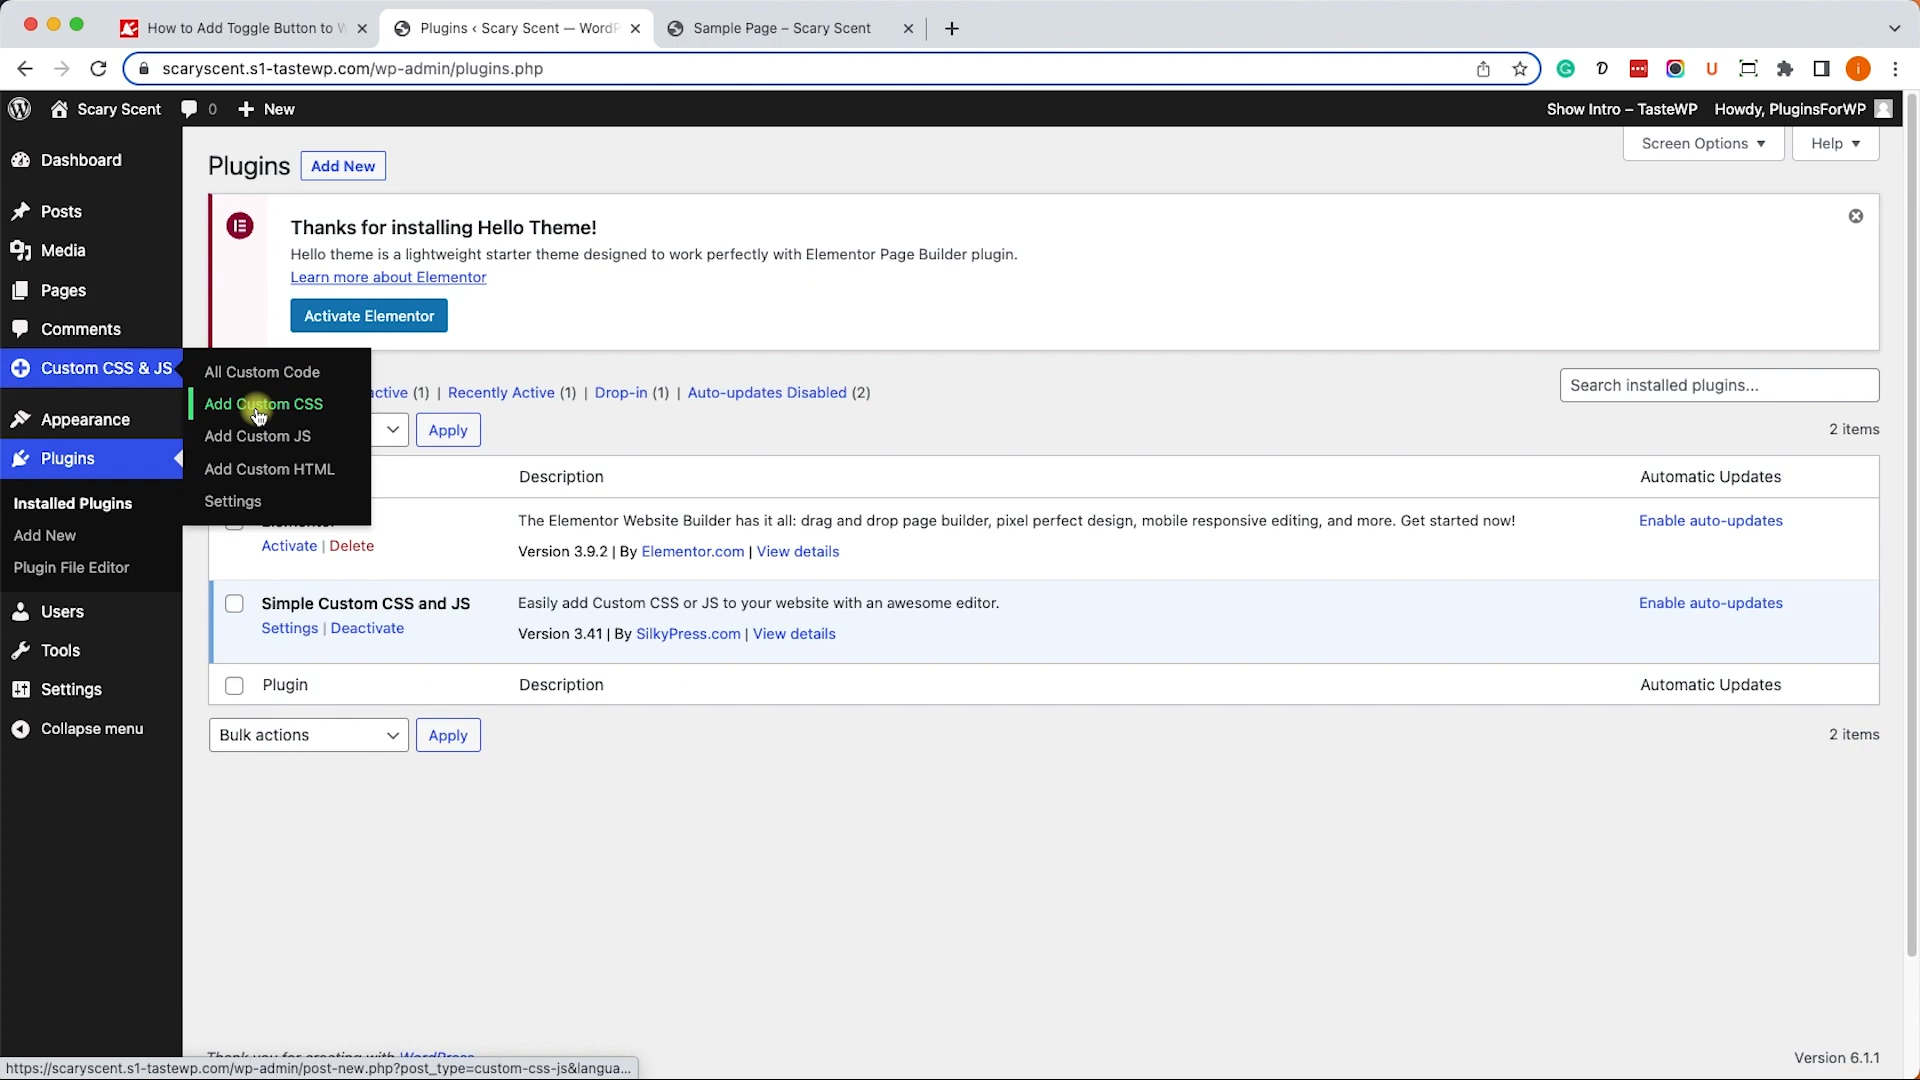 How to Add Toggle Button to W
Plugins ‹ Scary Scent — WordP
Sample Page – Scary Scent
scaryscent.s1-tastewp.com/wp-admin/plugins.php
Scary Scent
0
New
Show Intro – TasteWP
Howdy, PluginsForWP
Dashboard
Posts
Media
Pages
Comments
Custom CSS & JS
Appearance
Plugins
Installed Plugins
Add New
Plugin File Editor
Users
Tools
Settings
Collapse menu
All Custom Code
Add Custom CSS
Add Custom JS
Add Custom HTML
Settings
Screen Options
Help
Plugins
Add New
Thanks for installing Hello Theme!
Hello theme is a lightweight starter theme designed to work perfectly with Elementor Page Builder plugin.
Learn more about Elementor
Activate Elementor
active (1) | Recently Active (1) | Drop-in (1) | Auto-updates Disabled (2)
Search installed plugins...
Apply
2 items
Description
Automatic Updates
The Elementor Website Builder has it all: drag and drop page builder, pixel perfect design, mobile responsive editing, and more. Get started now!
Enable auto-updates
Activate | Delete
Version 3.9.2 | By Elementor.com | View details
Simple Custom CSS and JS
Easily add Custom CSS or JS to your website with an awesome editor.
Enable auto-updates
Settings | Deactivate
Version 3.41 | By SilkyPress.com | View details
Plugin
Description
Automatic Updates
Bulk actions
Apply
2 items
Thank you for creating with WordPress
Version 6.1.1
https://scaryscent.s1-tastewp.com/wp-admin/post-new.php?post_type=custom-css-js&langua...